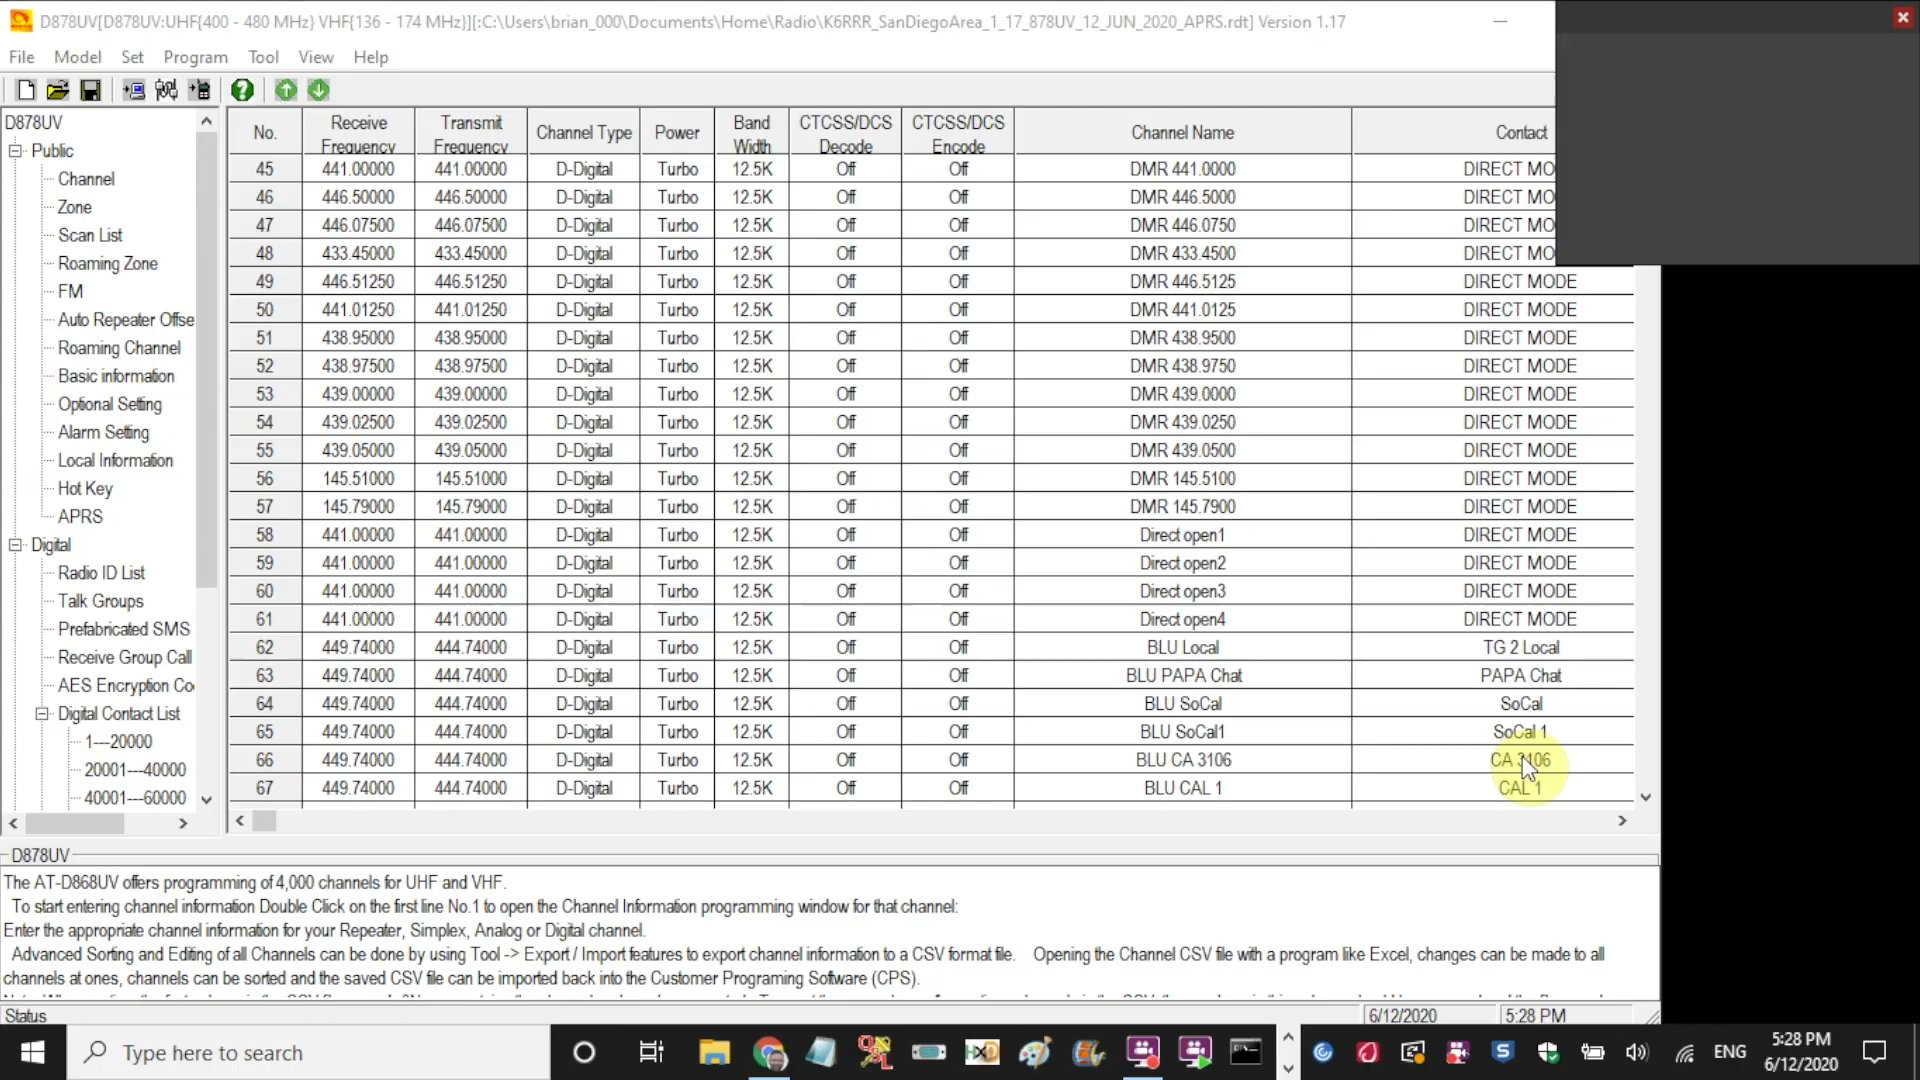 D878UV[D878UV:UHF{400 - 480 MHz} VHF{136 - 174 MHz}][:C:\Users\brian_000\Documents\Home\Radio\K6RRR_SanDiegoArea_1_17_878UV_12_JUN_2020_APRS.rdt] Version 1.17
File Model Set Program Tool View Help
D878UV
Public
Channel
Zone
Scan List
Roaming Zone
FM
Auto Repeater Offse
Roaming Channel
Basic information
Optional Setting
Alarm Setting
Local Information
Hot Key
APRS
Digital
Radio ID List
Talk Groups
Prefabricated SMS
Receive Group Call
AES Encryption Co
Digital Contact List
1---20000
20001---40000
40001---60000
No. Receive Frequency Transmit Frequency Channel Type Power Band Width CTCSS/DCS Decode CTCSS/DCS Encode Channel Name Contact
45 441.00000 441.00000 D-Digital Turbo 12.5K Off Off DMR 441.0000 DIRECT MO
46 446.50000 446.50000 D-Digital Turbo 12.5K Off Off DMR 446.5000 DIRECT MO
47 446.07500 446.07500 D-Digital Turbo 12.5K Off Off DMR 446.0750 DIRECT MO
48 433.45000 433.45000 D-Digital Turbo 12.5K Off Off DMR 433.4500 DIRECT MO
49 446.51250 446.51250 D-Digital Turbo 12.5K Off Off DMR 446.5125 DIRECT MODE
50 441.01250 441.01250 D-Digital Turbo 12.5K Off Off DMR 441.0125 DIRECT MODE
51 438.95000 438.95000 D-Digital Turbo 12.5K Off Off DMR 438.9500 DIRECT MODE
52 438.97500 438.97500 D-Digital Turbo 12.5K Off Off DMR 438.9750 DIRECT MODE
53 439.00000 439.00000 D-Digital Turbo 12.5K Off Off DMR 439.0000 DIRECT MODE
54 439.02500 439.02500 D-Digital Turbo 12.5K Off Off DMR 439.0250 DIRECT MODE
55 439.05000 439.05000 D-Digital Turbo 12.5K Off Off DMR 439.0500 DIRECT MODE
56 145.51000 145.51000 D-Digital Turbo 12.5K Off Off DMR 145.5100 DIRECT MODE
57 145.79000 145.79000 D-Digital Turbo 12.5K Off Off DMR 145.7900 DIRECT MODE
58 441.00000 441.00000 D-Digital Turbo 12.5K Off Off Direct open1 DIRECT MODE
59 441.00000 441.00000 D-Digital Turbo 12.5K Off Off Direct open2 DIRECT MODE
60 441.00000 441.00000 D-Digital Turbo 12.5K Off Off Direct open3 DIRECT MODE
61 441.00000 441.00000 D-Digital Turbo 12.5K Off Off Direct open4 DIRECT MODE
62 449.74000 444.74000 D-Digital Turbo 12.5K Off Off BLU Local TG 2 Local
63 449.74000 444.74000 D-Digital Turbo 12.5K Off Off BLU PAPA Chat PAPA Chat
64 449.74000 444.74000 D-Digital Turbo 12.5K Off Off BLU SoCal SoCal
65 449.74000 444.74000 D-Digital Turbo 12.5K Off Off BLU SoCal1 SoCal 1
66 449.74000 444.74000 D-Digital Turbo 12.5K Off Off BLU CA 3106 CA 3106
67 449.74000 444.74000 D-Digital Turbo 12.5K Off Off BLU CAL 1 CAL 1
D878UV
The AT-D868UV offers programing of 4,000 channels for UHF and VHF.
To start entering channel information Double Click on the first line No.1 to open the Channel Information programming window for that channel:
Enter the appropriate channel information for your Repeater, Simplex, Analog or Digital channel.
Advanced Sorting and Editing of all Channels can be done by using Tool -> Export / Import features to export channel information to a CSV format file. Opening the Channel CSV file with a program like Excel, changes can be made to all
channels at ones, channels can be sorted and the saved CSV file can be imported back into the Customer Programing Software (CPS).
Status 6/12/2020 5:28 PM
Type here to search
ENG
5:28 PM
6/12/2020